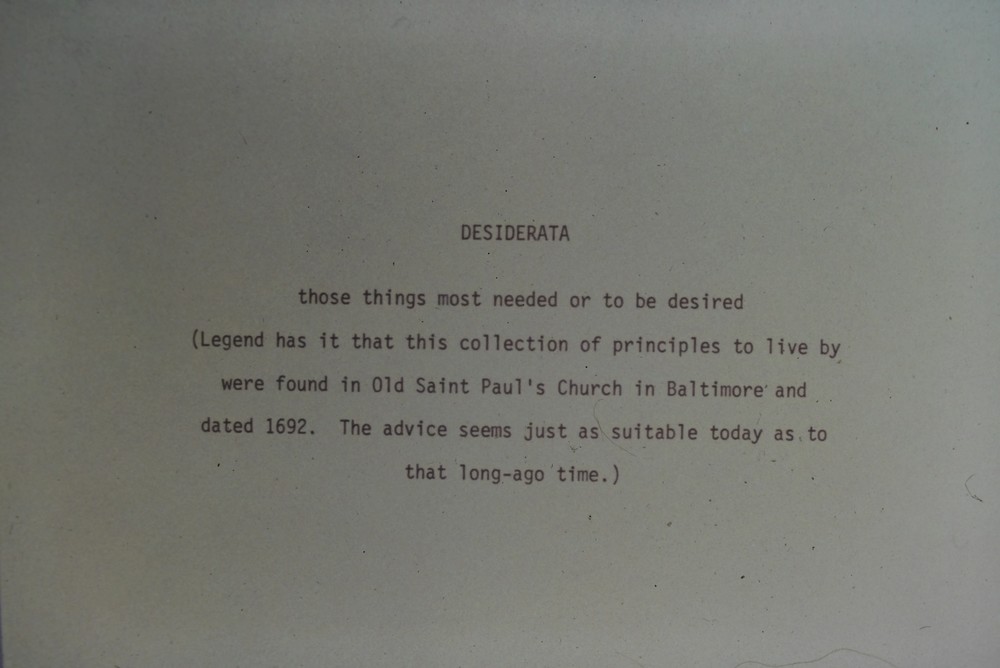 DESIDERATA
those things most needed or to be desired
(Legend has it that this collection of principles to live by
were found in Old Saint Paul's Church in Baltimore and
dated 1692.  The advice seems just as suitable today as to
that long-ago time.)